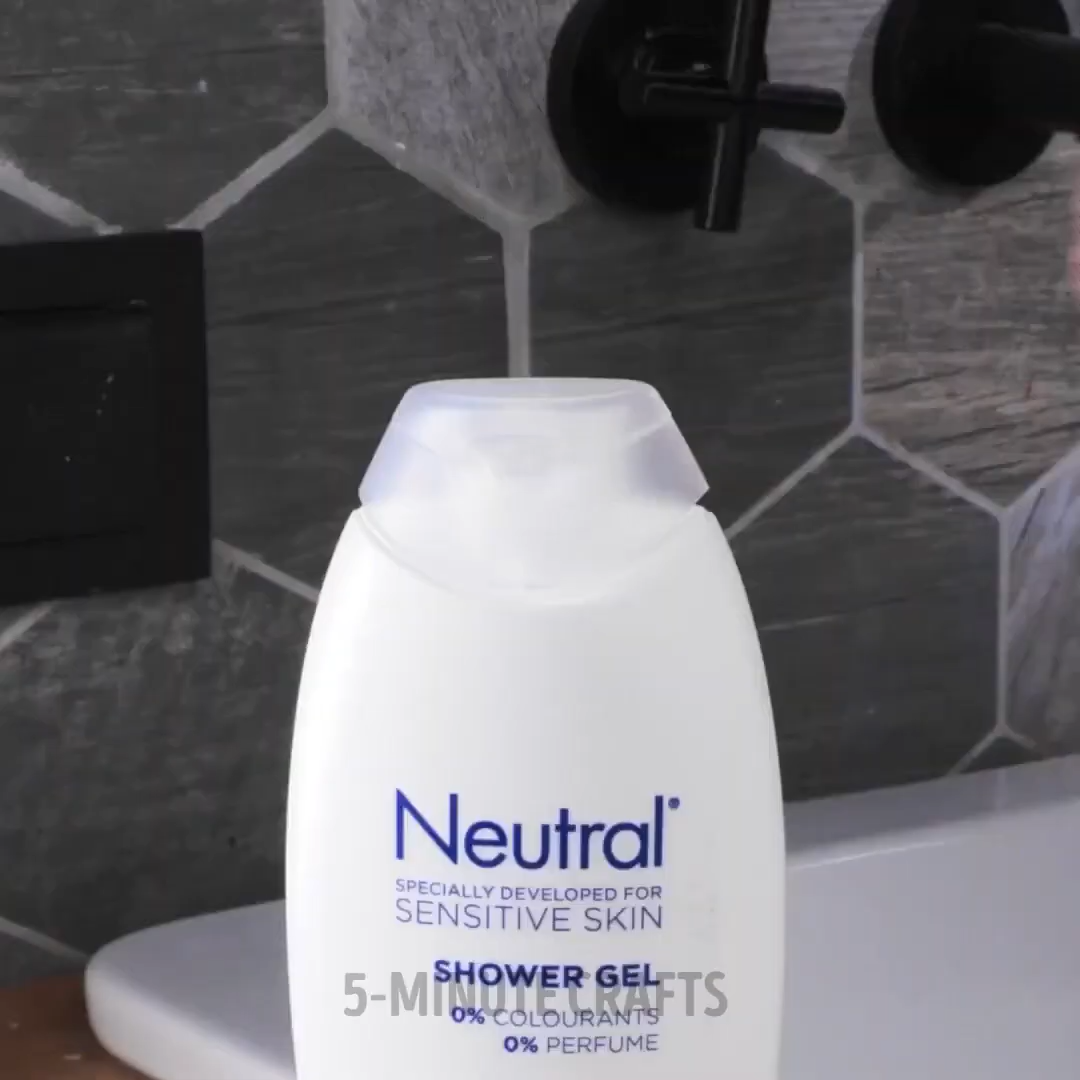 Neutral®
SPECIALLY DEVELOPED FOR
SENSITIVE SKIN
SHOWER GEL
5-MINUTE CRAFTS
0% COLOURANTS
0% PERFUME